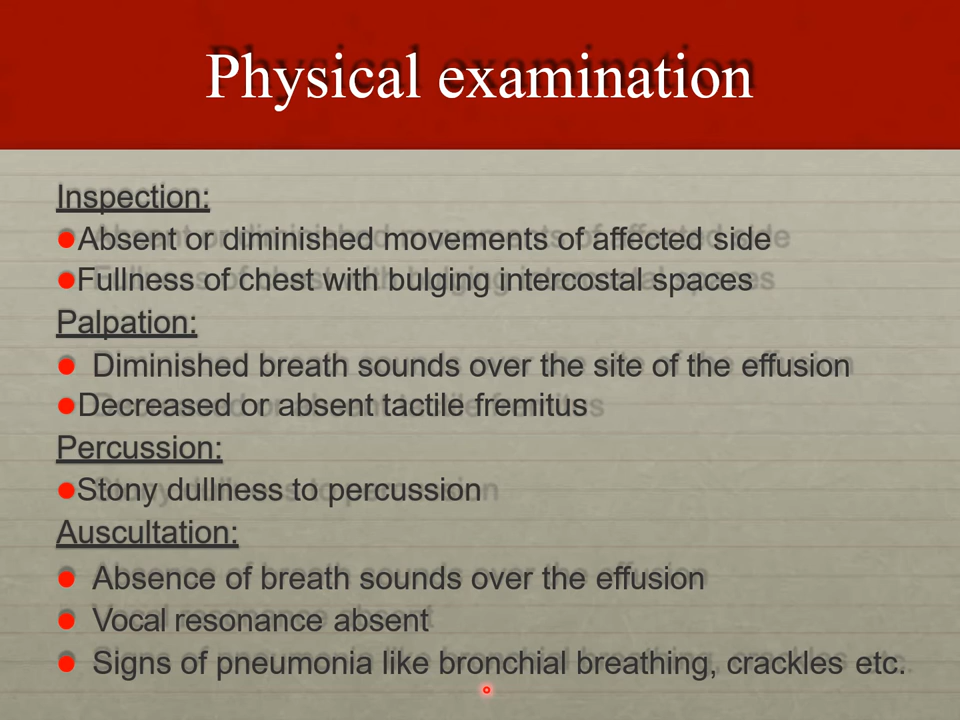 Physical examination
Inspection:
●Absent or diminished movements of affected side
●Fullness of chest with bulging intercostal spaces
Palpation:
● Diminished breath sounds over the site of the effusion
●Decreased or absent tactile fremitus
Percussion:
●Stony dullness to percussion
Auscultation:
● Absence of breath sounds over the effusion
● Vocal resonance absent
● Signs of pneumonia like bronchial breathing, crackles etc.